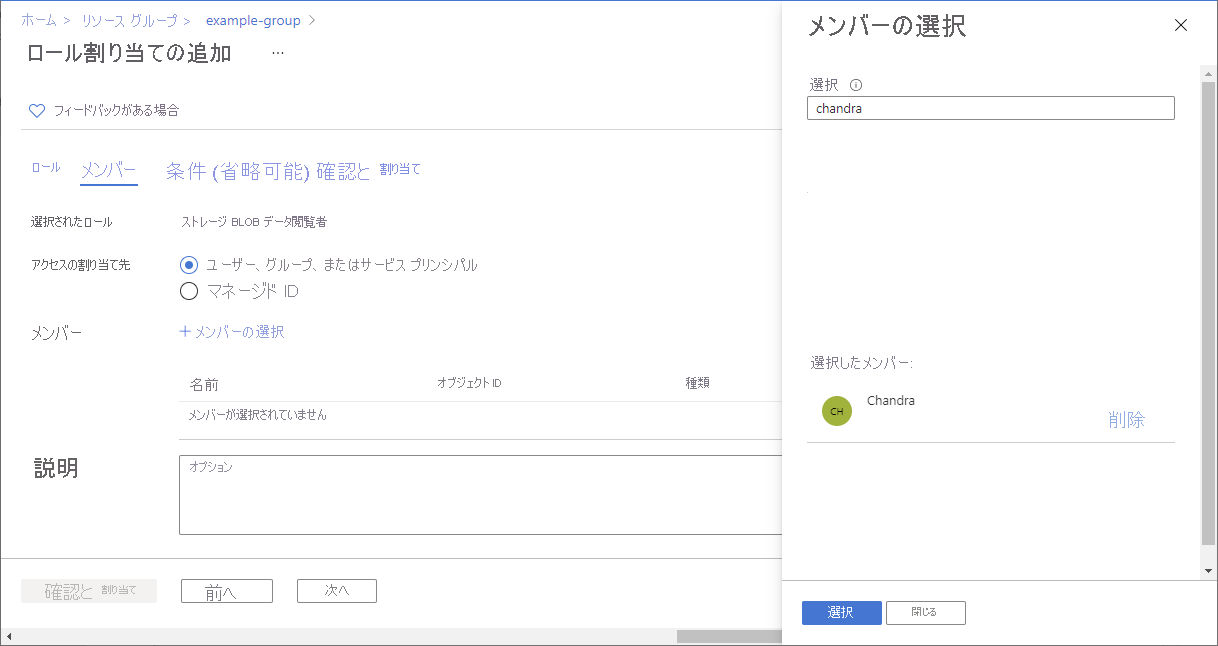 ホーム > リソース グループ > example-group >
ロール割り当ての追加 ...
フィードバックがある場合
ロール メンバー 条件 (省略可能) 確認と 割り当て
選択されたロール ストレージ BLOB データ閲覧者
アクセスの割り当て先 ユーザー、グループ、またはサービス プリンシパル
マネージド ID
メンバー + メンバーの選択
名前 オブジェクト ID 種類
メンバーが選択されていません
説明 オプション
確認と 割り当て 前へ 次へ
メンバーの選択
選択
chandra
選択したメンバー:
CH Chandra
削除
選択 閉じる